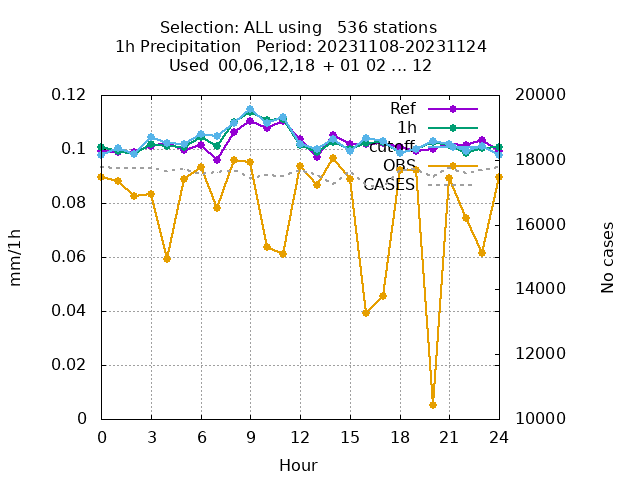 Selection: ALL using   536 stations
1h Precipitation   Period: 20231108-20231124
Used  00,06,12,18  + 01 02 ... 12
0.12
0.1
0.08
0.06
0.04
0.02
0
20000
18000
16000
14000
12000
10000
mm/1h
No cases
Ref
1h
cutoff
OBS
CASES
0 3 6 9 12 15 18 21 24
Hour